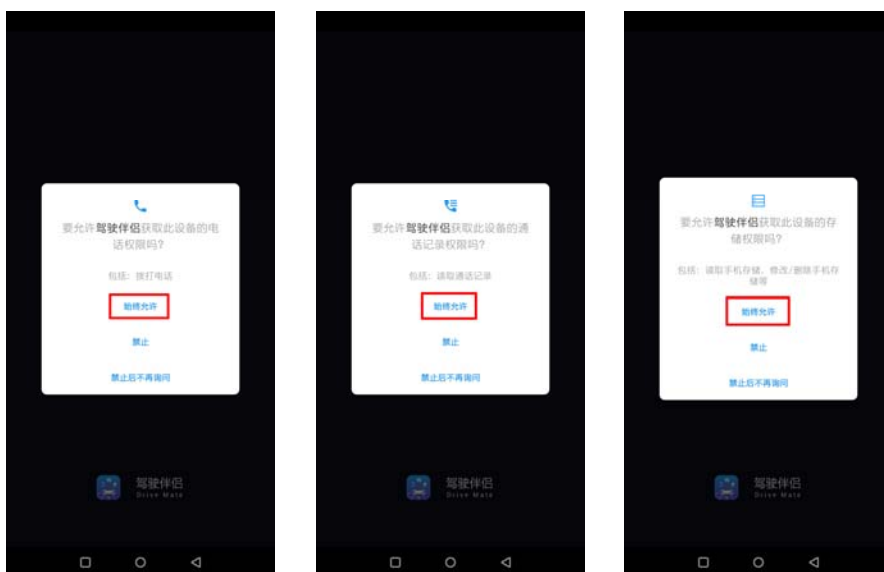 要允许驾驶伴侣获取此设备的电
话权限吗?
包括：拨打电话
始终允许
禁止
禁止后不再询问
驾驶伴侣
Drive Mate
要允许驾驶伴侣获取此设备的通
话记录权限吗?
包括：读取通话记录
始终允许
禁止
禁止后不再询问
驾驶伴侣
Drive Mate
要允许驾驶伴侣获取此设备的存
储权限吗?
包括：读取手机存储、修改/删除手机存
储等
始终允许
禁止
禁止后不再询问
驾驶伴侣
Drive Mate